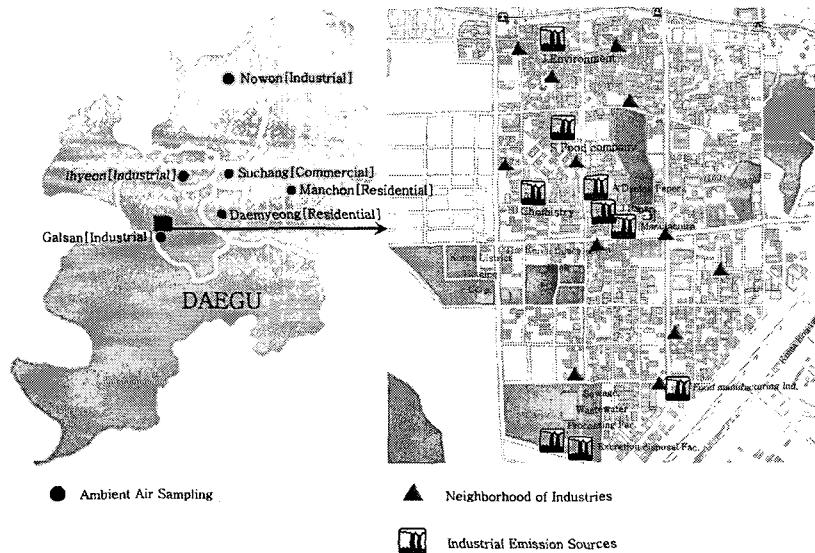 Nowon[Industrial]
Ihyeon[Industrial]
Suchang[Commercial]
Manchon[Residential]
Daemyeong[Residential]
Galsan[Industrial]
DAEGU
J.Environment
S Food company
Chemistry
Food manufacturing Ind.
Sewage,
Wastewater
Processing Fac.
Excretion disposal Fac.
Ambient Air Sampling
Neighborhood of Industries
Industrial Emission Sources